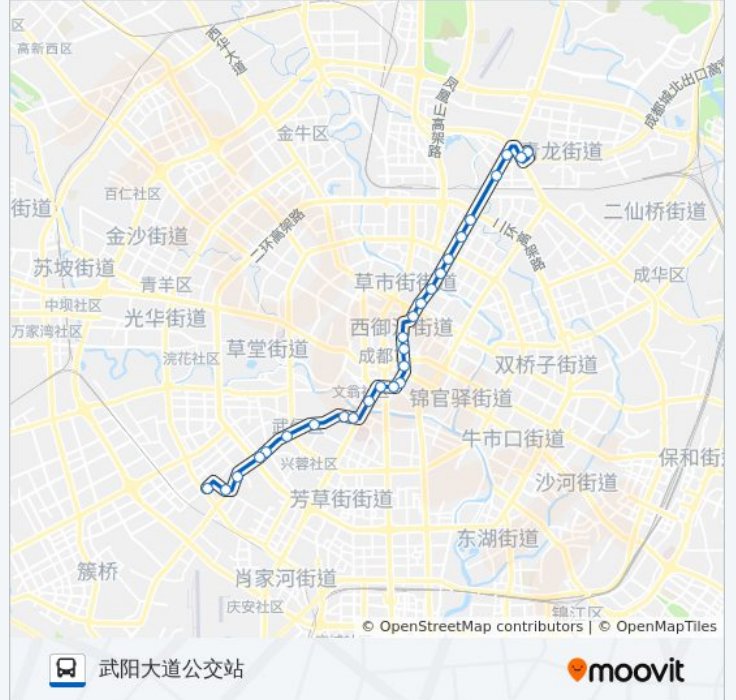 区
高新西区
西华大道
凤凰山高架路
成都城北出口高
金牛区
青龙街道
百仁社区
街道
二仙桥街道
金沙街道
二环高架路
二环高架路
苏坡街道
成华区
青羊区
草市街街道
中坝社区
光华街道
西御河街道
万家湾社区
草堂街道
成都
浣花社区
双桥子街道
文翁社区
锦官驿街道
武侯区
牛市口街道
兴蓉社区
保和街
沙河街道
芳草街街道
东湖街道
簇桥
肖家河街道
庆安社区
锦江区
© OpenStreetMap contributors | © OpenMapTiles
武阳大道公交站
moovit